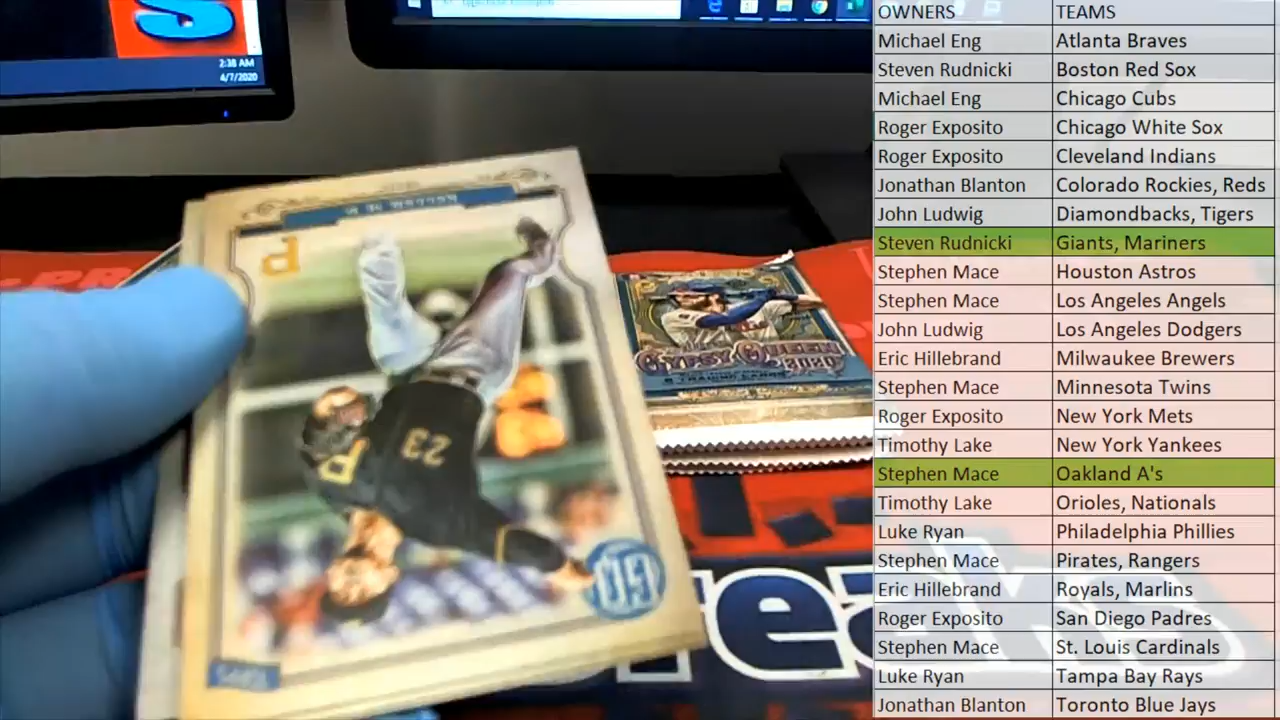 2:38 AM
4/7/2020
P
23
P
GQ
TOPPS
GYPSY QUEEN
2020
8 TRADING CARDS
reaks
OWNERS TEAMS
Michael Eng Atlanta Braves
Steven Rudnicki Boston Red Sox
Michael Eng Chicago Cubs
Roger Exposito Chicago White Sox
Roger Exposito Cleveland Indians
Jonathan Blanton Colorado Rockies, Reds
John Ludwig Diamondbacks, Tigers
Steven Rudnicki Giants, Mariners
Stephen Mace Houston Astros
Stephen Mace Los Angeles Angels
John Ludwig Los Angeles Dodgers
Eric Hillebrand Milwaukee Brewers
Stephen Mace Minnesota Twins
Roger Exposito New York Mets
Timothy Lake New York Yankees
Stephen Mace Oakland A's
Timothy Lake Orioles, Nationals
Luke Ryan Philadelphia Phillies
Stephen Mace Pirates, Rangers
Eric Hillebrand Royals, Marlins
Roger Exposito San Diego Padres
Stephen Mace St. Louis Cardinals
Luke Ryan Tampa Bay Rays
Jonathan Blanton Toronto Blue Jays